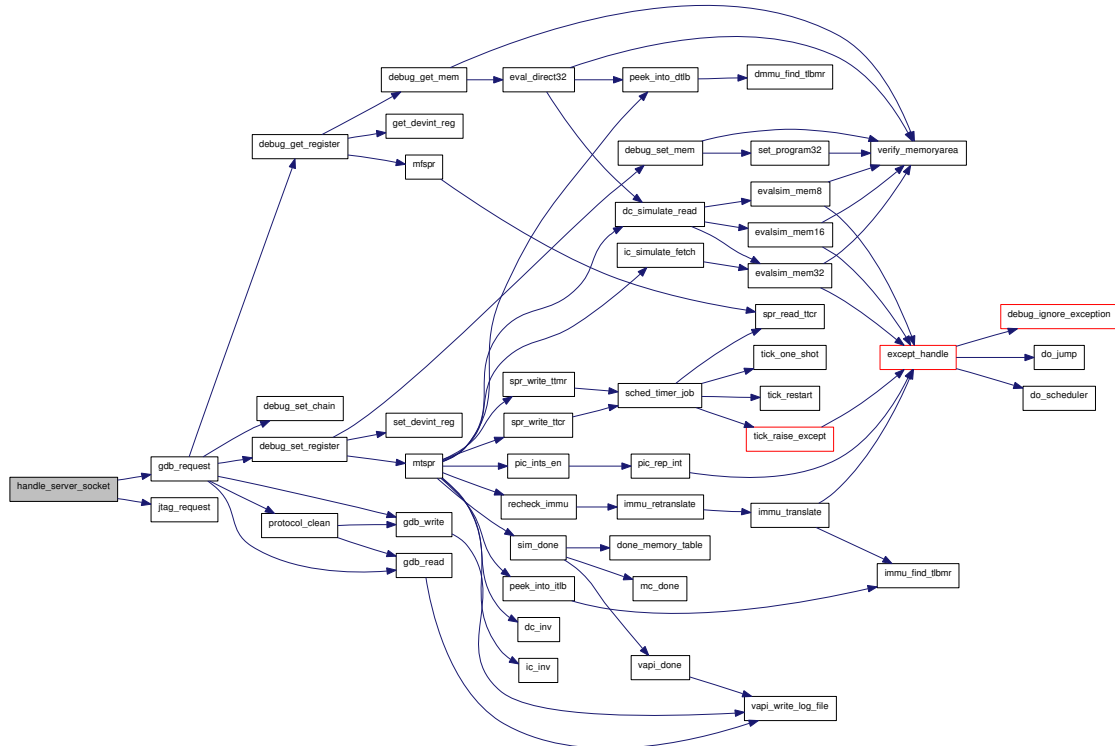 debug_get_mem
eval_direct32
peek_into_dtlb
dmmu_find_tlbmr
get_devint_reg
debug_get_register
mfspr
debug_set_mem
set_program32
verify_memoryarea
evalsim_mem8
dc_simulate_read
evalsim_mem16
ic_simulate_fetch
evalsim_mem32
spr_read_ttcr
debug_ignore_exception
except_handle
do_jump
tick_one_shot
spr_write_ttmr
sched_timer_job
tick_restart
do_scheduler
debug_set_chain
set_devint_reg
spr_write_ttcr
tick_raise_except
debug_set_register
mtspr
pic_ints_en
pic_rep_int
gdb_request
handle_server_socket
jtag_request
recheck_immu
immu_retranslate
immu_translate
protocol_clean
gdb_write
sim_done
done_memory_table
gdb_read
immu_find_tlbmr
peek_into_itlb
mc_done
dc_inv
ic_inv
vapi_done
vapi_write_log_file